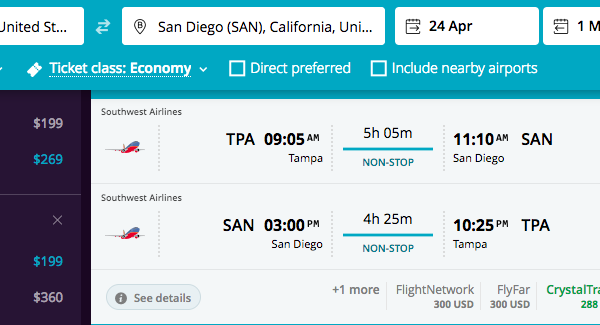 United St...
San Diego (SAN), California, Uni...
24 Apr
1 M
Ticket class: Economy
Direct preferred
Include nearby airports
$199
$269
$199
$360
Southwest Airlines
TPA 09:05 AM
Tampa
5h 05m
NON-STOP
11:10 AM SAN
San Diego
Southwest Airlines
SAN 03:00 PM
San Diego
4h 25m
NON-STOP
10:25 PM TPA
Tampa
See details
+1 more
FlightNetwork
300 USD
FlyFar
300 USD
CrystalTra
288